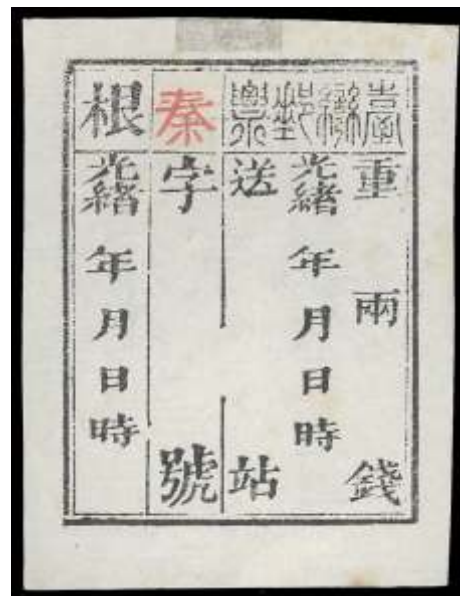 臺灣郵票
重 兩 錢
光緒 年 月 日 時
送 站
秦字 號
根
光緒 年 月 日 時